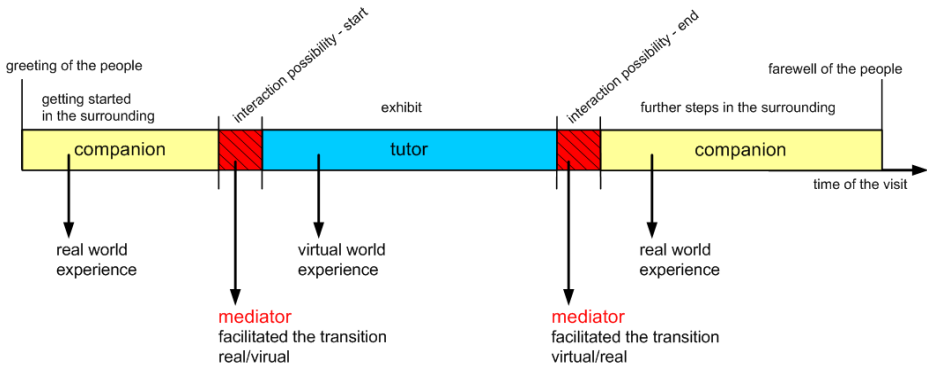 interaction possibility - start
interaction possibility - end
greeting of the people
farewell of the people
getting started
in the surrounding
exhibit
further steps in the surrounding
companion
tutor
companion
time of the visit
real world
experience
virtual world
experience
real world
experience
mediator
facilitated the transition
real/virual
mediator
facilitated the transition
virtual/real